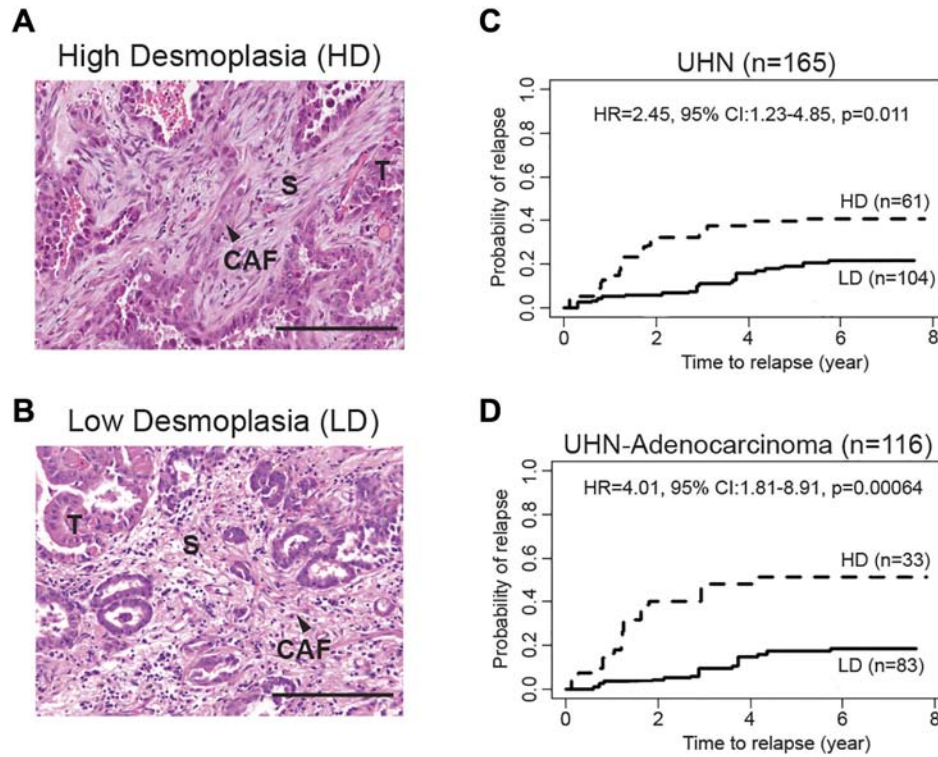 A
High Desmoplasia (HD)
S
T
CAF
B
Low Desmoplasia (LD)
T
S
CAF
C
UHN (n=165)
HR=2.45, 95% CI:1.23-4.85, p=0.011
HD (n=61)
LD (n=104)
Probability of relapse
0.0 0.2 0.4 0.6 0.8 1.0
0 2 4 6 8
Time to relapse (year)
D
UHN-Adenocarcinoma (n=116)
HR=4.01, 95% CI:1.81-8.91, p=0.00064
HD (n=33)
LD (n=83)
Probability of relapse
0.0 0.2 0.4 0.6 0.8 1.0
0 2 4 6 8
Time to relapse (year)